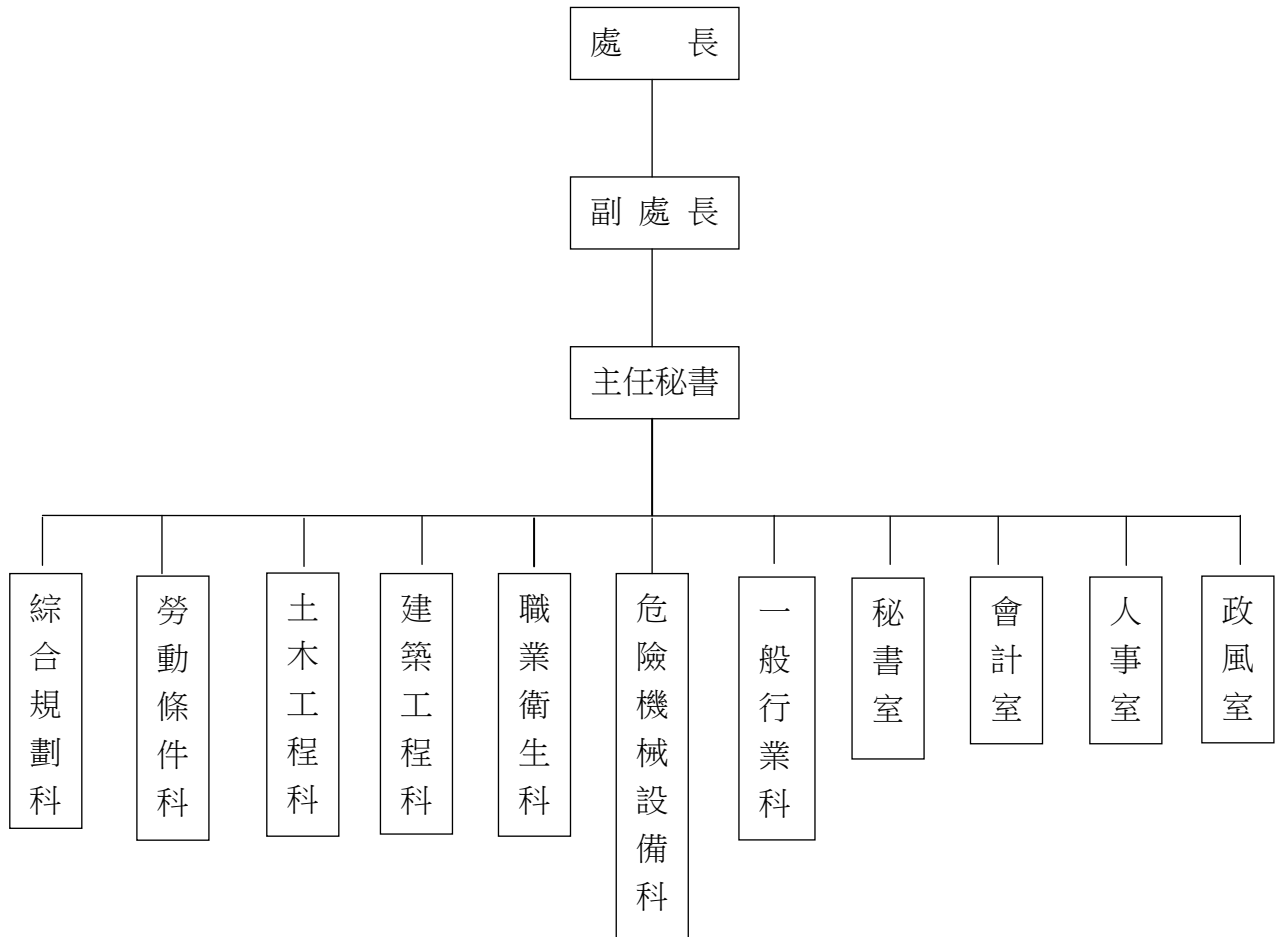 處長
副處長
主任秘書
綜合規劃科
勞動條件科
土木工程科
建築工程科
職業衛生科
危險機械設備科
一般行業科
秘書室
會計室
人事室
政風室